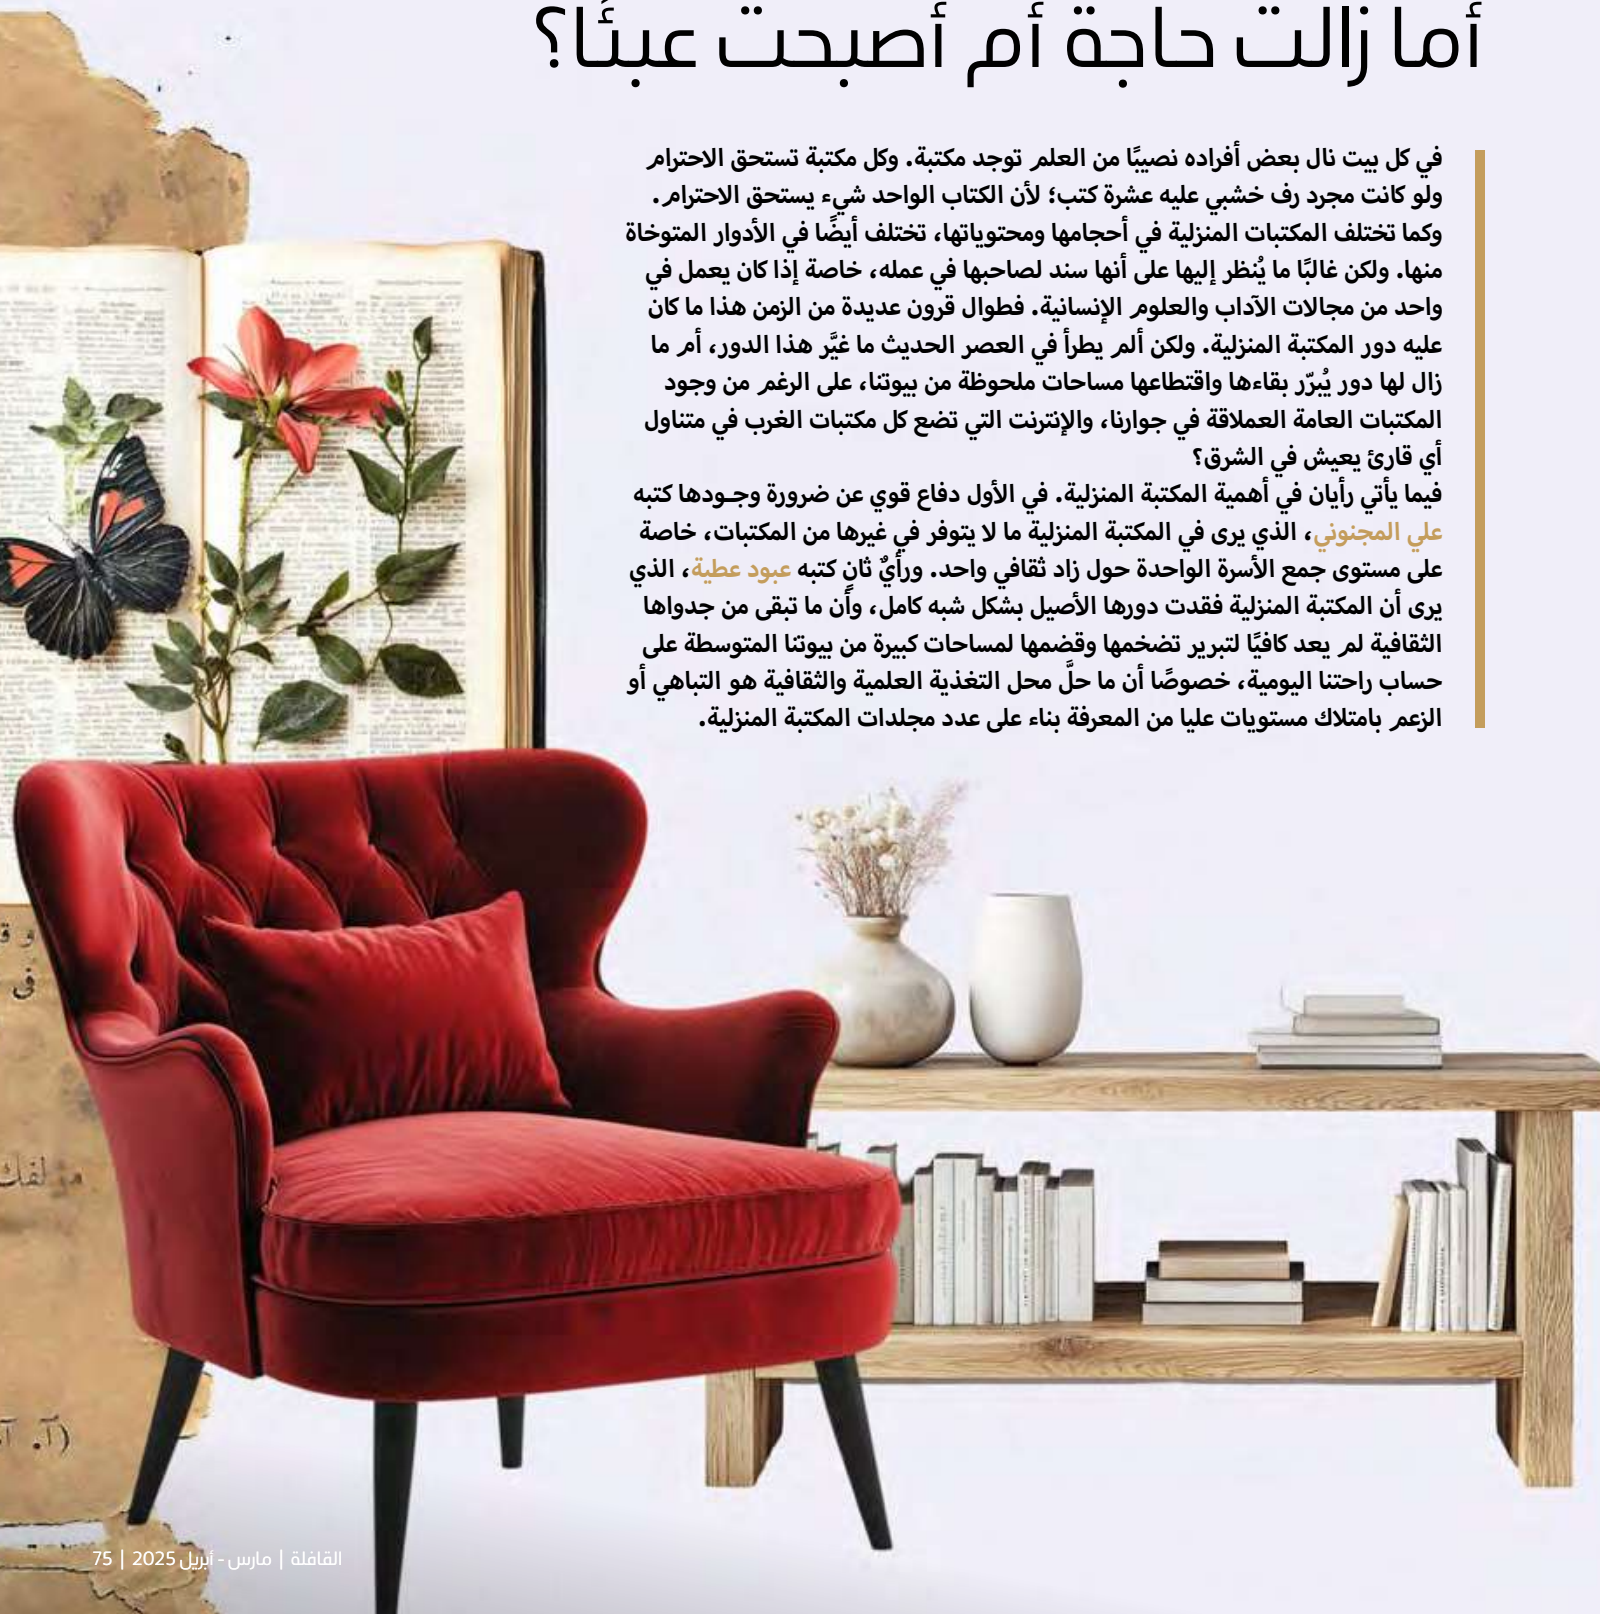 أما زالت حاجة أم أصبحت عبئًا؟
في كل بيت نال بعض أفراده نصيبًا من العلم توجد مكتبة. وكل مكتبة تستحق الاحترام
ولو كانت مجرد رف خشبي عليه عشرة كتب؛ لأن الكتاب الواحد شيء يستحق الاحترام.
وكما تختلف المكتبات المنزلية في أحجامها ومحتوياتها، تختلف أيضًا في الأدوار المتوخاة
منها. ولكن غالبًا ما يُنظر إليها على أنها سند لصاحبها في عمله، خاصة إذا كان يعمل في
واحد من مجالات الآداب والعلوم الإنسانية. فطوال قرون عديدة من الزمن هذا ما كان
عليه دور المكتبة المنزلية. ولكن ألم يطرأ في العصر الحديث ما غيَّر هذا الدور، أم ما
زال لها دور يُبرّر بقاءها واقتطاعها مساحات ملحوظة من بيوتنا، على الرغم من وجود
المكتبات العامة العملاقة في جوارنا، والإنترنت التي تضع كل مكتبات الغرب في متناول
أي قارئ يعيش في الشرق؟
فيما يأتي رأيان في أهمية المكتبة المنزلية. في الأول دفاع قوي عن ضرورة وجـودها كتبه
علي المجنوني، الذي يرى في المكتبة المنزلية ما لا يتوفر في غيرها من المكتبات، خاصة
على مستوى جمع الأسرة الواحدة حول زاد ثقافي واحد. ورأيٌ ثانٍ كتبه عبود عطية، الذي
يرى أن المكتبة المنزلية فقدت دورها الأصيل بشكل شبه كامل، وأن ما تبقى من جدواها
الثقافية لم يعد كافيًا لتبرير تضخمها وقضمها لمساحات كبيرة من بيوتنا المتوسطة على
حساب راحتنا اليومية، خصوصًا أن ما حلَّ محل التغذية العلمية والثقافية هو التباهي أو
الزعم بامتلاك مستويات عليا من المعرفة بناء على عدد مجلدات المكتبة المنزلية.
و
في
القافلة | مارس - أبريل 2025 | 75